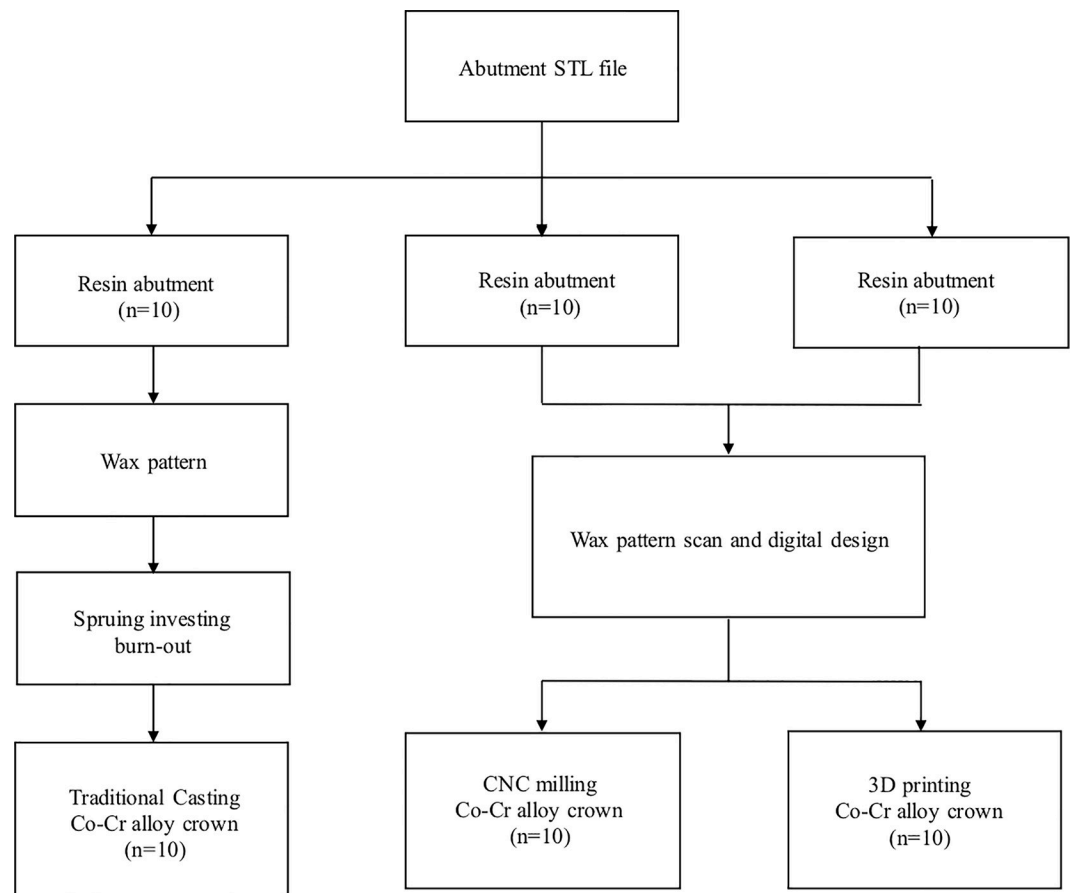 Abutment STL file
Resin abutment
(n=10)
Resin abutment
(n=10)
Resin abutment
(n=10)
Wax pattern
Wax pattern scan and digital design
Spruing investing
burn-out
Traditional Casting
Co-Cr alloy crown
(n=10)
CNC milling
Co-Cr alloy crown
(n=10)
3D printing
Co-Cr alloy crown
(n=10)